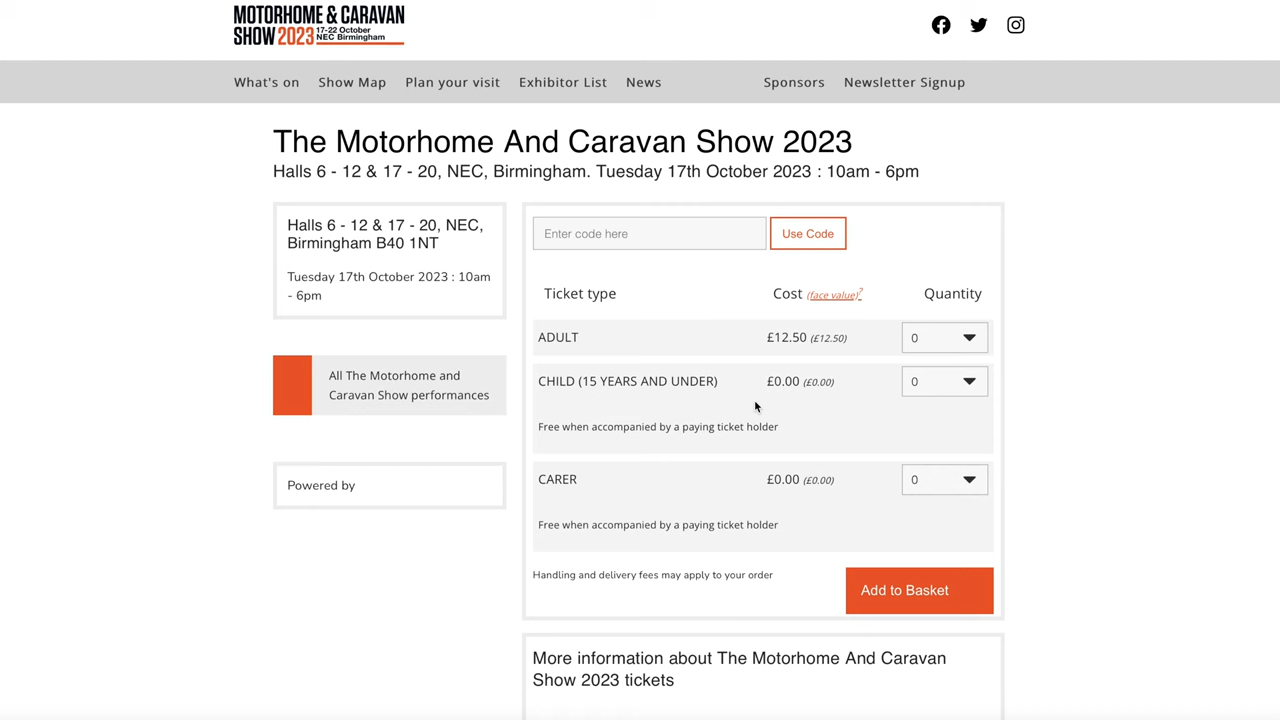 MOTORHOME & CARAVAN
SHOW 2023 17-22 October
NEC Birmingham
What's on Show Map Plan your visit Exhibitor List News Sponsors Newsletter Signup
The Motorhome And Caravan Show 2023
Halls 6 - 12 & 17 - 20, NEC, Birmingham. Tuesday 17th October 2023 : 10am - 6pm
Halls 6 - 12 & 17 - 20, NEC,
Birmingham B40 1NT
Tuesday 17th October 2023 : 10am
- 6pm
All The Motorhome and
Caravan Show performances
Powered by
Enter code here Use Code
Ticket type Cost (face value)? Quantity
ADULT £12.50 (£12.50) 0
CHILD (15 YEARS AND UNDER) £0.00 (£0.00) 0
Free when accompanied by a paying ticket holder
CARER £0.00 (£0.00) 0
Free when accompanied by a paying ticket holder
Handling and delivery fees may apply to your order
Add to Basket
More information about The Motorhome And Caravan
Show 2023 tickets